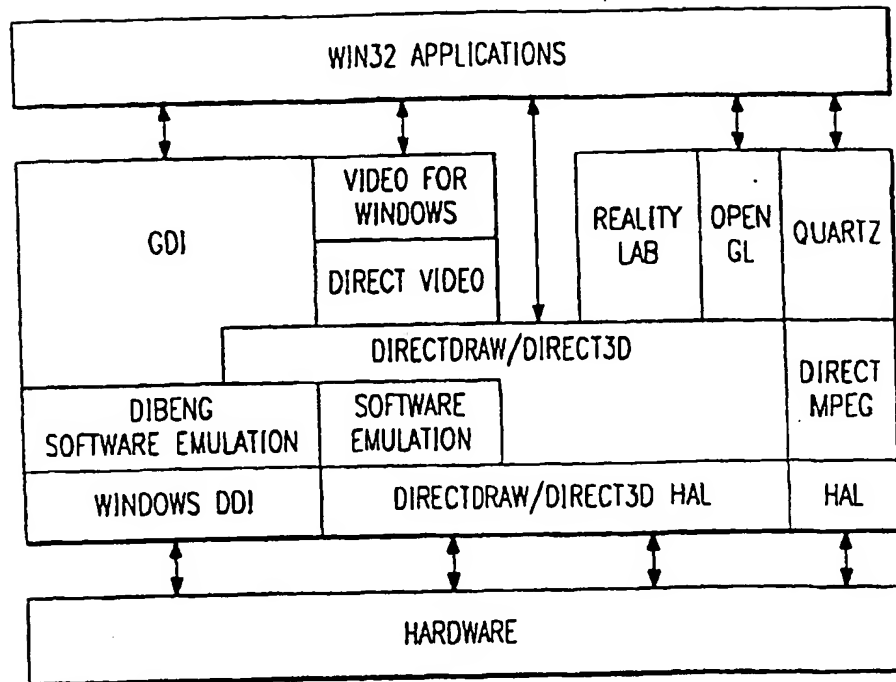 WIN32 APPLICATIONS
VIDEO FOR
WINDOWS
GDI
DIRECT VIDEO
REALITY
LAB
OPEN
GL
QUARTZ
DIRECTDRAW/DIRECT3D
DIRECT
MPEG
DIBENG
SOFTWARE EMULATION
SOFTWARE
EMULATION
WINDOWS DDI
DIRECTDRAW/DIRECT3D HAL
HAL
HARDWARE